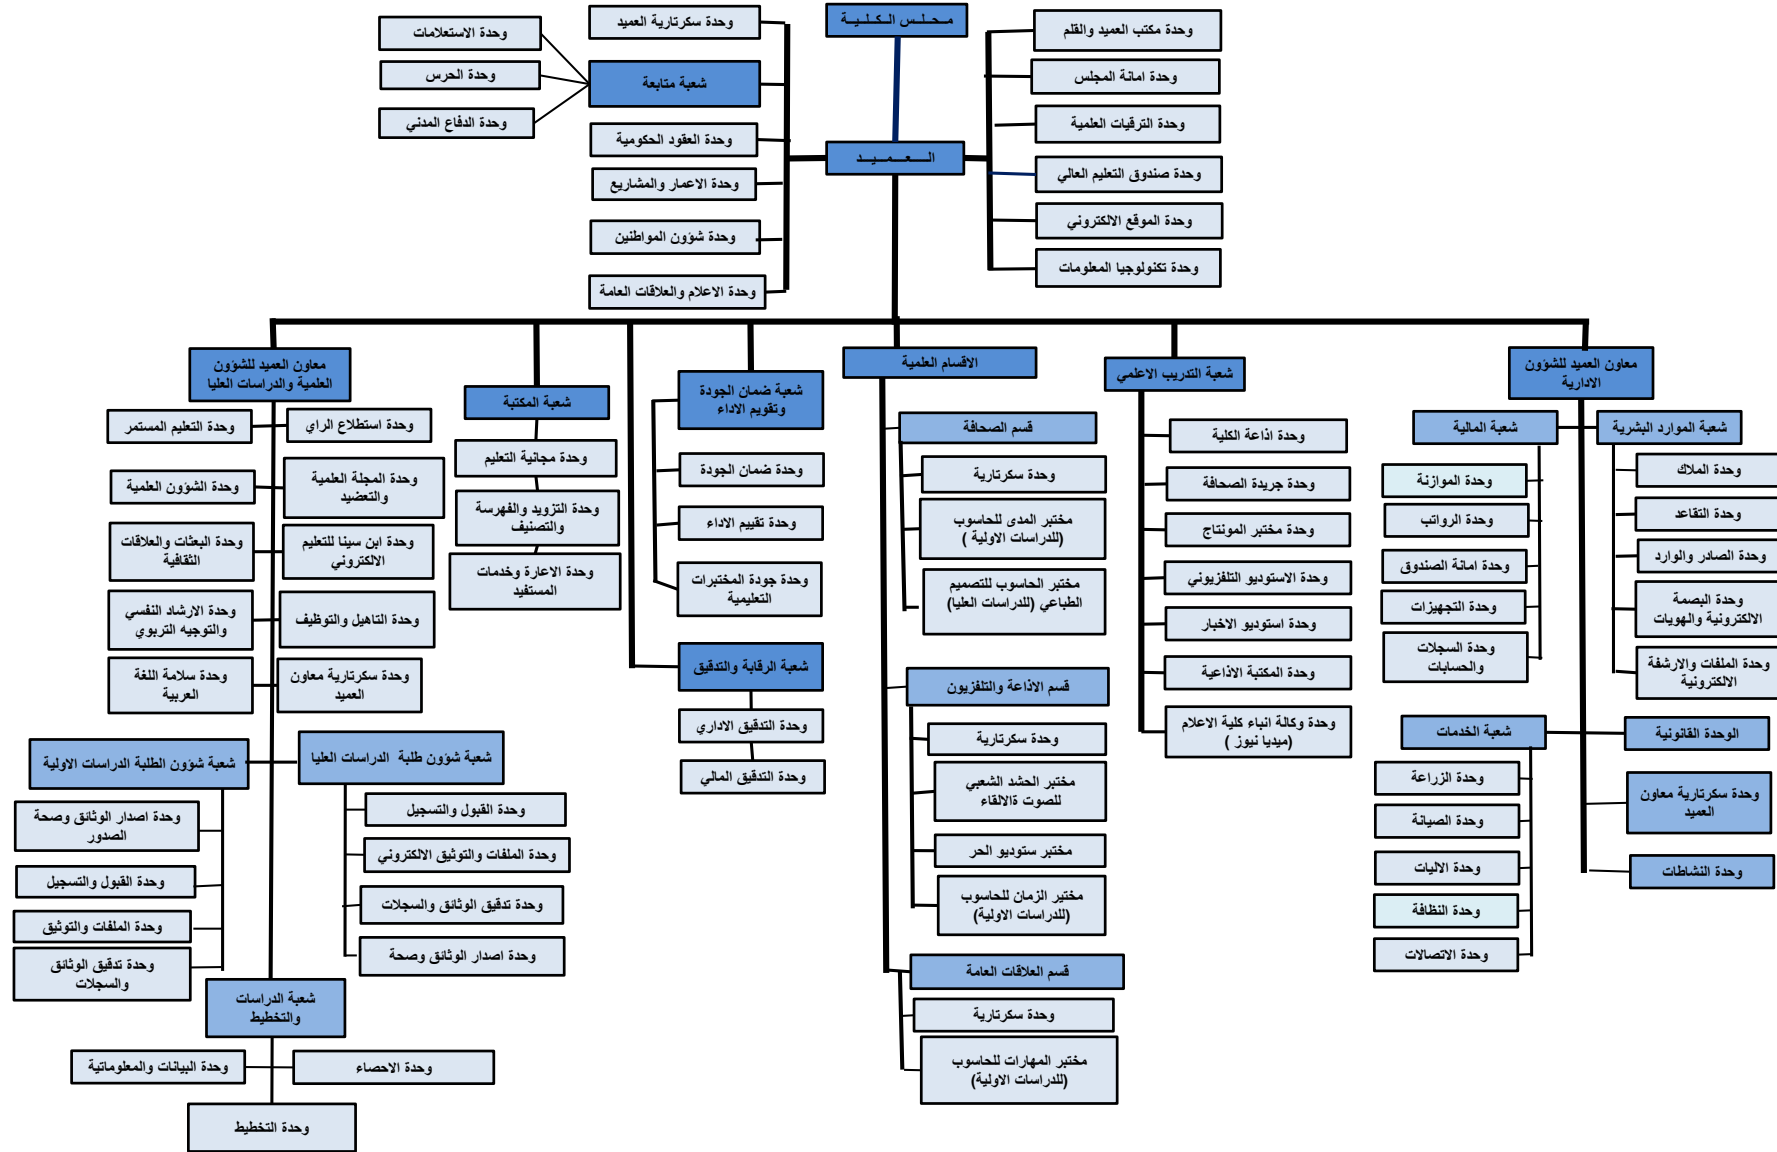 مجلس الكلية
العميد
وحدة مكتب العميد والقلم
وحدة امانة المجلس
وحدة الترقيات العلمية
وحدة صندوق التعليم العالي
وحدة الموقع الالكتروني
وحدة تكنولوجيا المعلومات
وحدة سكرتارية العميد
شعبة متابعة
وحدة الاستعلامات
وحدة الحرس
وحدة الدفاع المدني
وحدة العقود الحكومية
وحدة الاعمار والمشاريع
وحدة شؤون المواطنين
وحدة الاعلام والعلاقات العامة
معاون العميد للشؤون
الادارية
شعبة الموارد البشرية
وحدة الملاك
وحدة التقاعد
وحدة الصادر والوارد
وحدة البصمة
الالكترونية والهويات
وحدة الملفات والارشفة
الالكترونية
شعبة المالية
وحدة الموازنة
وحدة الرواتب
وحدة امانة الصندوق
وحدة التجهيزات
وحدة السجلات
والحسابات
الوحدة القانونية
وحدة سكرتارية معاون
العميد
وحدة النشاطات
شعبة الخدمات
وحدة الزراعة
وحدة الصيانة
وحدة الاليات
وحدة النظافة
وحدة الاتصالات
شعبة التدريب الاعلمي
وحدة اذاعة الكلية
وحدة جريدة الصحافة
وحدة مختبر المونتاج
وحدة الاستوديو التلفزيوني
وحدة استوديو الاخبار
وحدة المكتبة الاذاعية
وحدة وكالة انباء كلية الاعلام
(ميديا نيوز )
الاقسام العلمية
قسم الصحافة
وحدة سكرتارية
مختبر المدى للحاسوب
(للدراسات الاولية )
مختبر الحاسوب للتصميم
الطباعي (للدراسات العليا)
قسم الاذاعة والتلفزيون
وحدة سكرتارية
مختبر الحشد الشعبي
للصوت ةالالقاء
مختبر ستوديو الحر
مختبر الزمان للحاسوب
(للدراسات الاولية)
قسم العلاقات العامة
وحدة سكرتارية
مختبر المهارات للحاسوب
(للدراسات الاولية)
شعبة ضمان الجودة
وتقويم الاداء
وحدة ضمان الجودة
وحدة تقييم الاداء
وحدة جودة المختبرات
التعليمية
شعبة الرقابة والتدقيق
وحدة التدقيق الاداري
وحدة التدقيق المالي
شعبة المكتبة
وحدة مجانية التعليم
وحدة التزويد والفهرسة
والتصنيف
وحدة الاعارة وخدمات
المستفيد
معاون العميد للشؤون
العلمية والدراسات العليا
وحدة استطلاع الراي
وحدة التعليم المستمر
وحدة المجلة العلمية
والتعضيد
وحدة الشؤون العلمية
وحدة ابن سينا للتعليم
الالكتروني
وحدة البعثات والعلاقات
الثقافية
وحدة التاهيل والتوظيف
وحدة الارشاد النفسي
والتوجيه التربوي
وحدة سكرتارية معاون
العميد
وحدة سلامة اللغة
العربية
شعبة شؤون طلبة الدراسات العليا
وحدة القبول والتسجيل
وحدة الملفات والتوثيق الالكتروني
وحدة تدقيق الوثائق والسجلات
وحدة اصدار الوثائق وصحة
شعبة شؤون الطلبة الدراسات الاولية
وحدة اصدار الوثائق وصحة
الصدور
وحدة القبول والتسجيل
وحدة الملفات والتوثيق
وحدة تدقيق الوثائق
والسجلات
شعبة الدراسات
والتخطيط
وحدة الاحصاء
وحدة البيانات والمعلوماتية
وحدة التخطيط